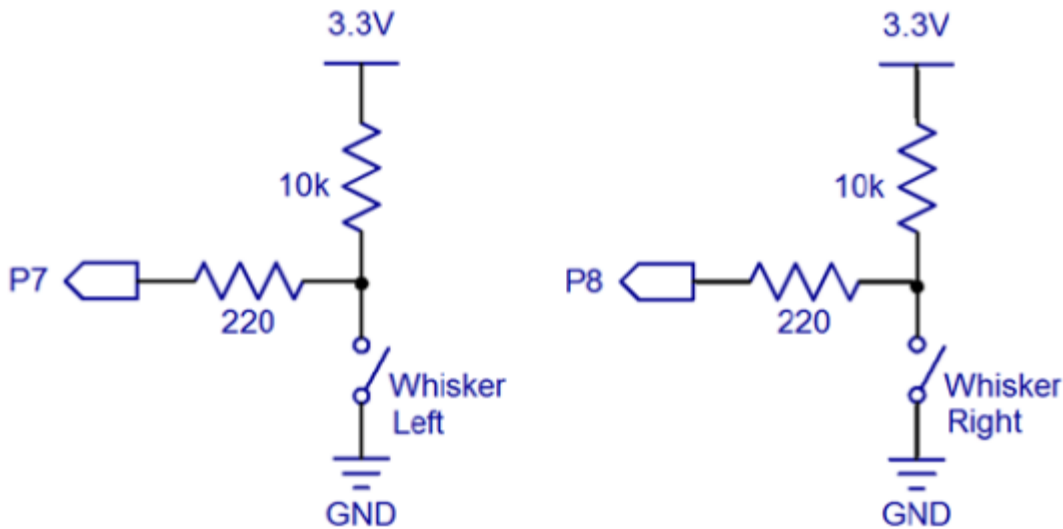 3.3V
10k
P7
220
Whisker
Left
GND
3.3V
10k
P8
220
Whisker
Right
GND